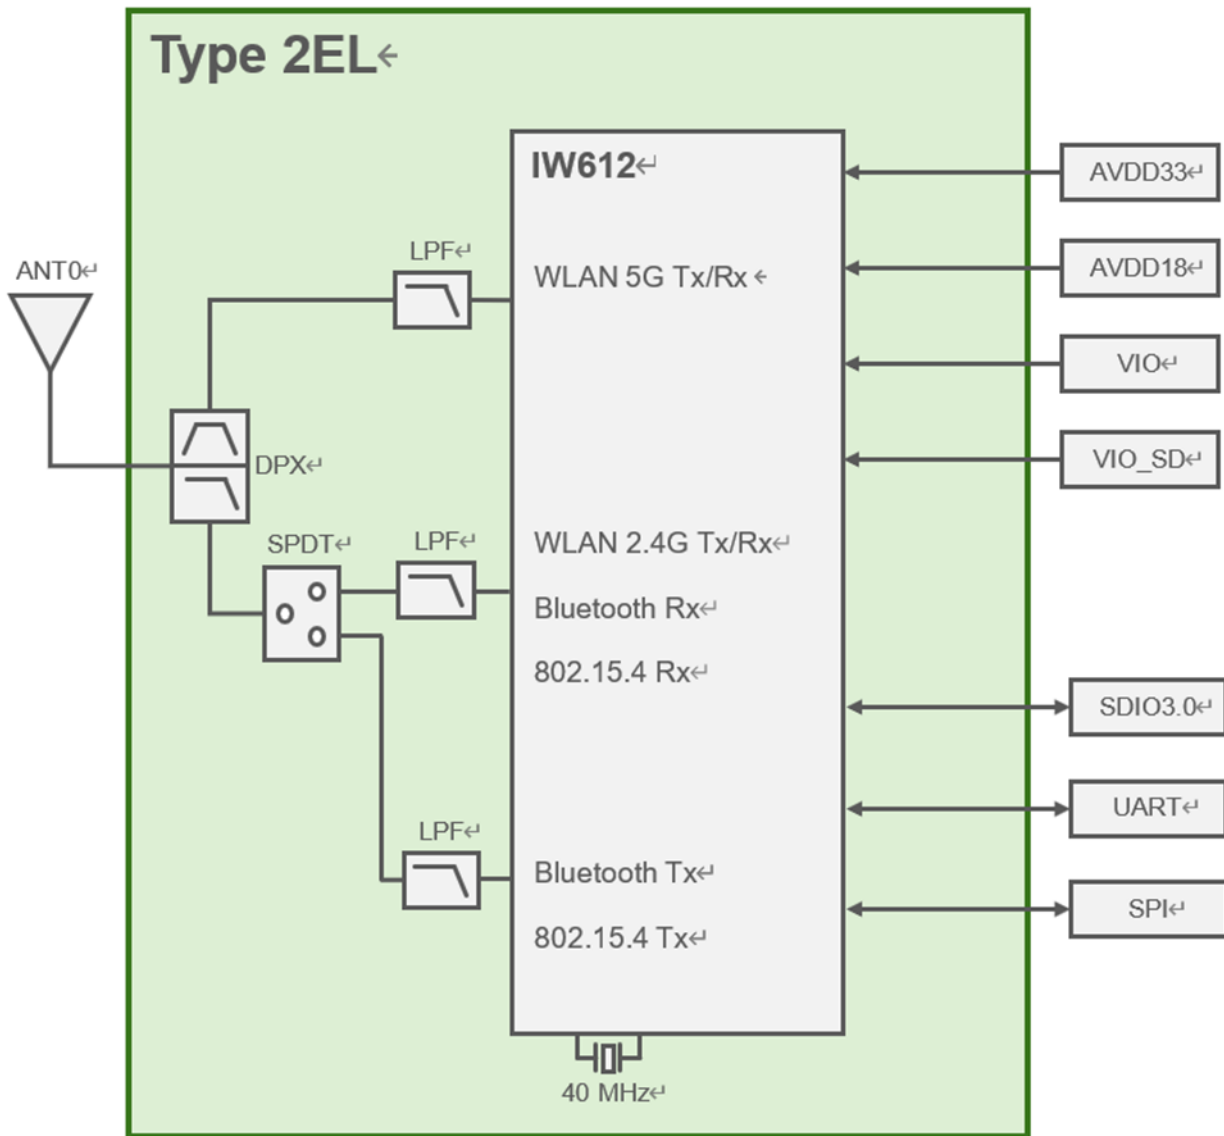 Type 2EL←
IW612↵
AVDD33↵
LPF↵
ANT0↵
WLAN 5G Tx/Rx ←
AVDD18↵
VIO↵
DPX↵
VIO_SD↵
SPDT↵
LPF↵
WLAN 2.4G Tx/Rx↵
Bluetooth Rx↵
802.15.4 Rx↵
SDIO3.0↵
UART↵
LPF↵
Bluetooth Tx↵
SPI↵
802.15.4 Tx↵
40 MHz↵